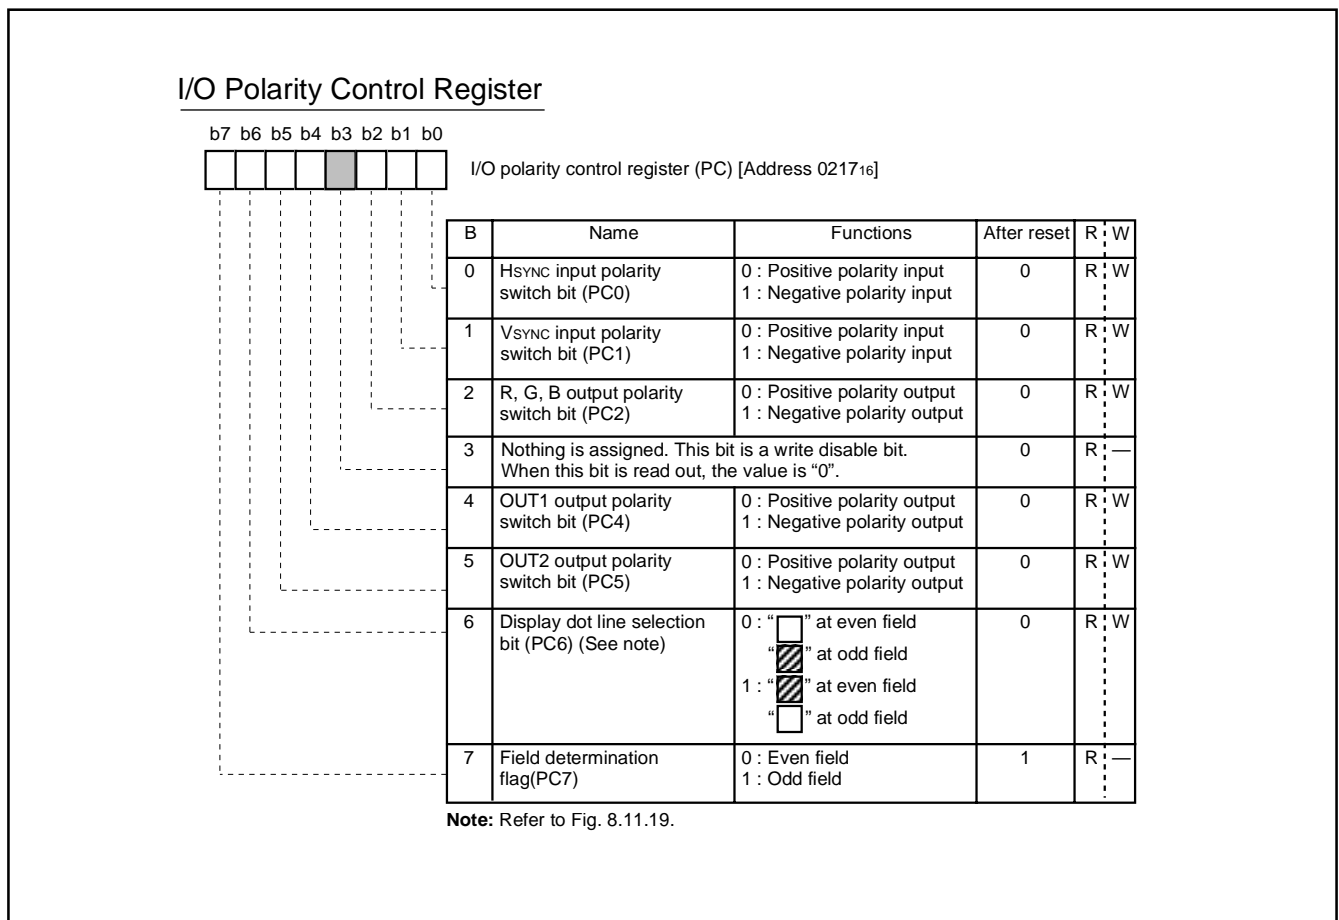 I/O Polarity Control Register
b7 b6 b5 b4 b3 b2 b1 b0
I/O polarity control register (PC) [Address 021716]
B Name Functions After reset R W
0 HSYNC input polarity switch bit (PC0) 0 : Positive polarity input 1 : Negative polarity input 0 R W
1 VSYNC input polarity switch bit (PC1) 0 : Positive polarity input 1 : Negative polarity input 0 R W
2 R, G, B output polarity switch bit (PC2) 0 : Positive polarity output 1 : Negative polarity output 0 R W
3 Nothing is assigned. This bit is a write disable bit. When this bit is read out, the value is “0”. 0 R —
4 OUT1 output polarity switch bit (PC4) 0 : Positive polarity output 1 : Negative polarity output 0 R W
5 OUT2 output polarity switch bit (PC5) 0 : Positive polarity output 1 : Negative polarity output 0 R W
6 Display dot line selection bit (PC6) (See note) 0 : “ ” at even field “ ” at odd field 1 : “ ” at even field “ ” at odd field 0 R W
7 Field determination flag(PC7) 0 : Even field 1 : Odd field 1 R —
Note: Refer to Fig. 8.11.19.